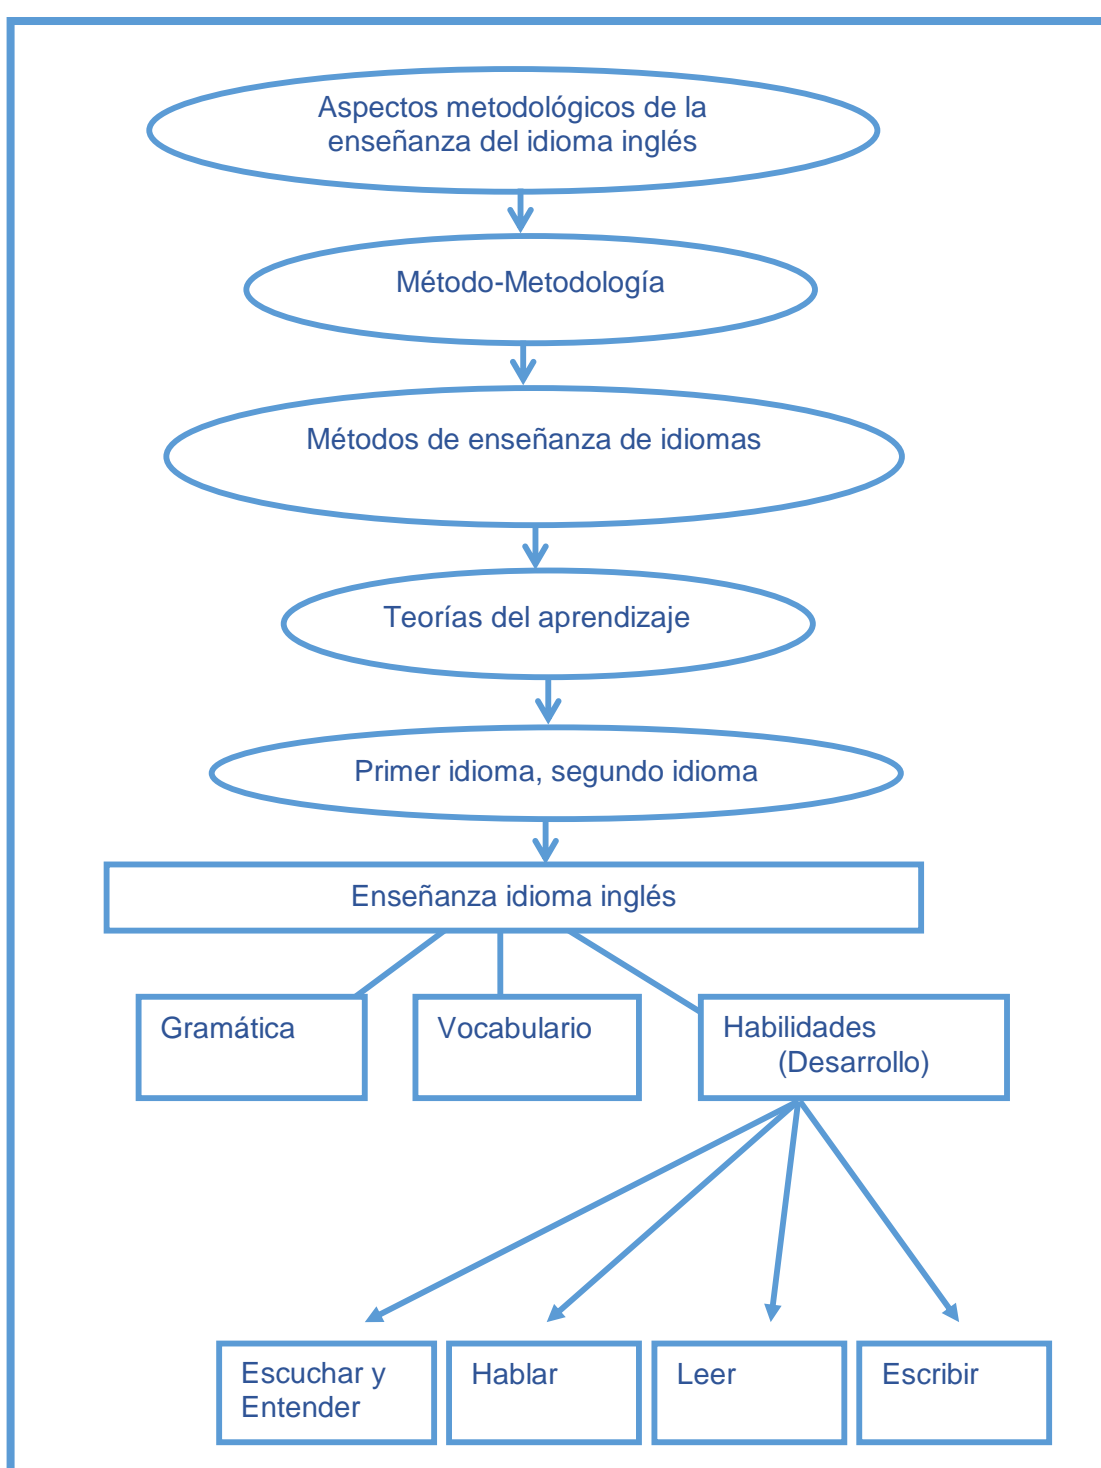 Aspectos metodológicos de la
enseñanza del idioma inglés
Método-Metodología
Métodos de enseñanza de idiomas
Teorías del aprendizaje
Primer idioma, segundo idioma
Enseñanza idioma inglés
Gramática
Vocabulario
Habilidades
(Desarrollo)
Escuchar y
Entender
Hablar
Leer
Escribir